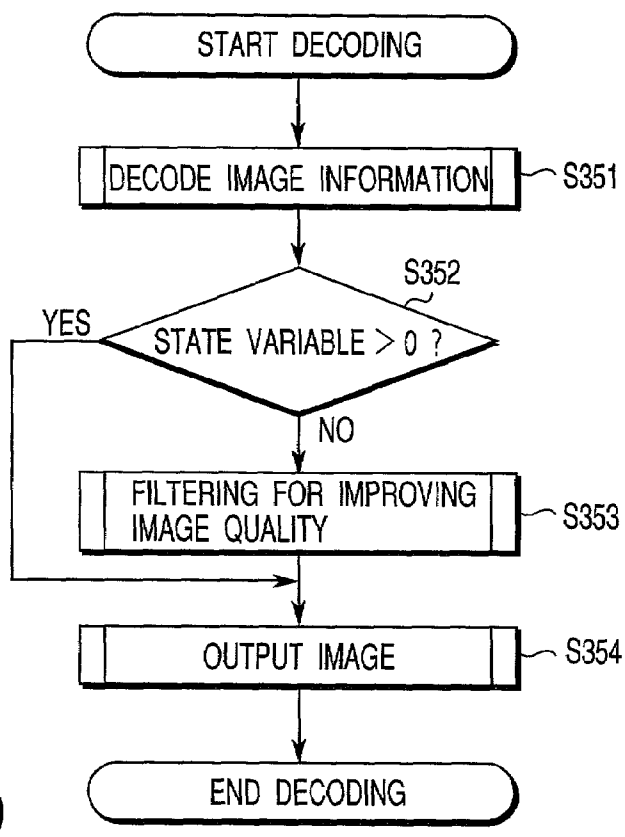 START DECODING
DECODE IMAGE INFORMATION
S351
S352
YES
STATE VARIABLE > 0 ?
NO
FILTERING FOR IMPROVING
IMAGE QUALITY
S353
OUTPUT IMAGE
S354
END DECODING